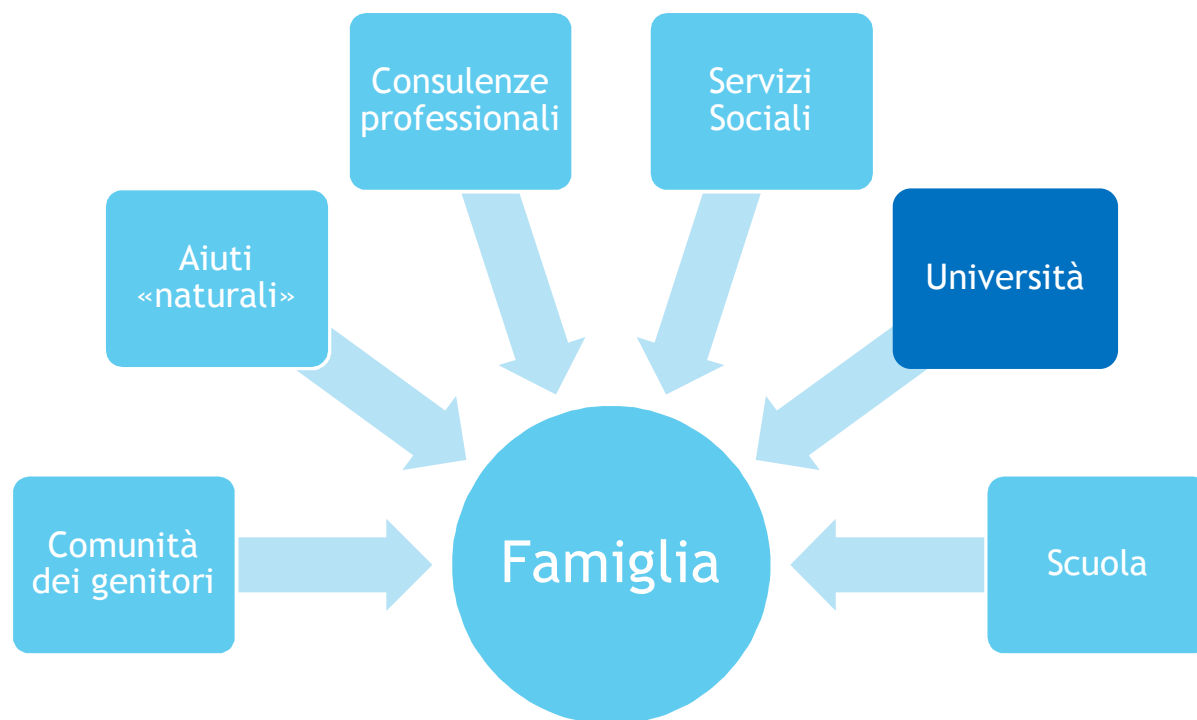 Consulenze
professionali
Servizi
Sociali
Aiuti
«naturali»
Università
Comunità
dei genitori
Famiglia
Scuola